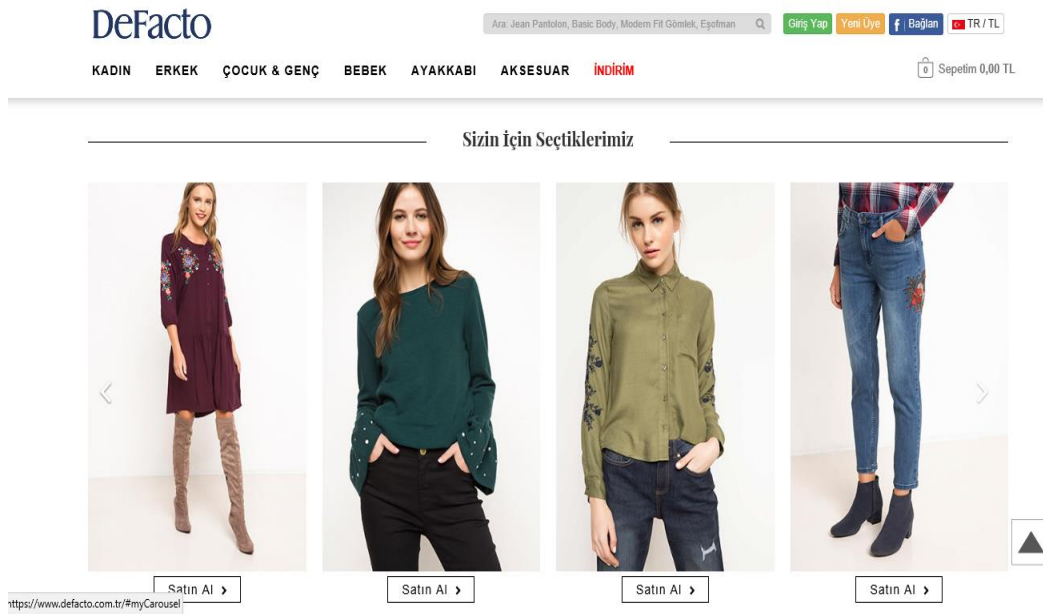 DeFacto
Ara: Jean Pantolon, Basic Body, Modern Fit Gömlek, Eşofman
Giriş Yap
Yeni Üye
f | Bağlan
TR / TL
KADIN ERKEK ÇOCUK & GENÇ BEBEK AYAKKABI AKSESUAR İNDİRİM
0 Sepetim 0,00 TL
Sizin İçin Seçtiklerimiz
Satın Al
Satın Al
Satın Al
Satın Al
https://www.defacto.com.tr/#myCarousel